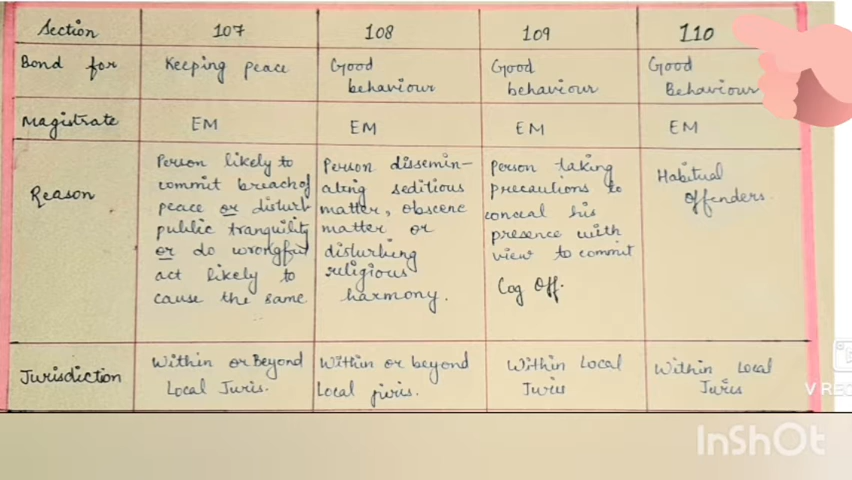 Section 107 108 109 110
Bond for Keeping peace Good behaviour Good behaviour Good Behaviour
Magistrate EM EM EM EM
Reason
Person likely to
commit breach of
peace or disturb
public tranquility
or do wrongful
act likely to
cause the same
Person dissemin-
ating seditious
matter, obscene
matter or
disturbing
religious
harmony.
Person taking
precautions to
conceal his
presence with
view to commit
Cog Off.
Habitual
offenders.
Jurisdiction
Within or Beyond
Local Juris.
Within or beyond
Local juris.
Within Local
Juris
Within Local
Juris
V REC
InShOt